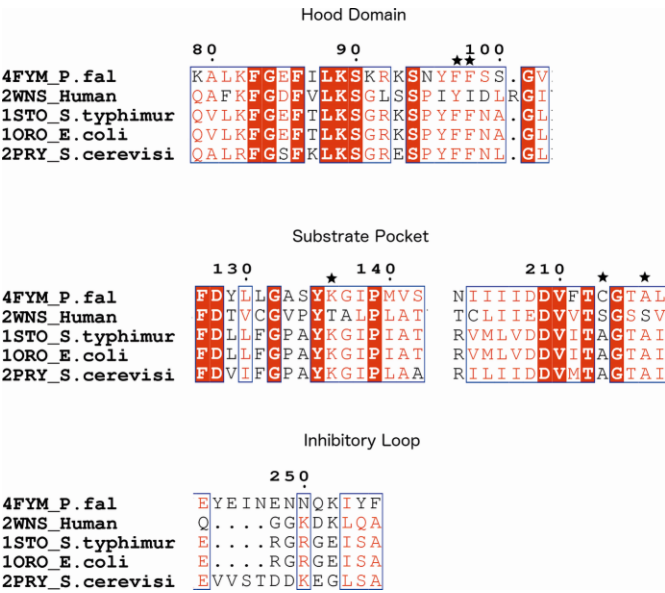 Hood Domain
80 90 ★★100
4FYM_P.fal KALKFGEFILKSKRKSNYFFSS.GV
2WNS_Human QAFKFGDFVLKSGLSSPIYIDLRGI
1STO_S.typhimur QVLKFGEFTLKSGRKSPYFFNA.GL
1ORO_E.coli QVLKFGEFTLKSGRKSPYFFNA.GL
2PRY_S.cerevisi QALRFGSFKLKSGRESPYFFNL.GL
Substrate Pocket
130 ★ 140 210 ★ ★
4FYM_P.fal FDYLLGASYKGIPMVS NIIIIDDVFTCGTAL
2WNS_Human FDTVCGVPYTALPLAT TCLIIEDVVTSGSSV
1STO_S.typhimur FDLLFGPAYKGIPIAT RVMLVDDVITAGTAI
1ORO_E.coli FDLLFGPAYKGIPIAT RVMLVDDVITAGTAI
2PRY_S.cerevisi FDVIFGPAYKGIPLAA RILIIDDVMTAGTAI
Inhibitory Loop
250
4FYM_P.fal EYEINENNQKIYF
2WNS_Human Q....GGKDKLQA
1STO_S.typhimur E....RGRGEISA
1ORO_E.coli E....RGRGEISA
2PRY_S.cerevisi EVVSTDDKEGLSA